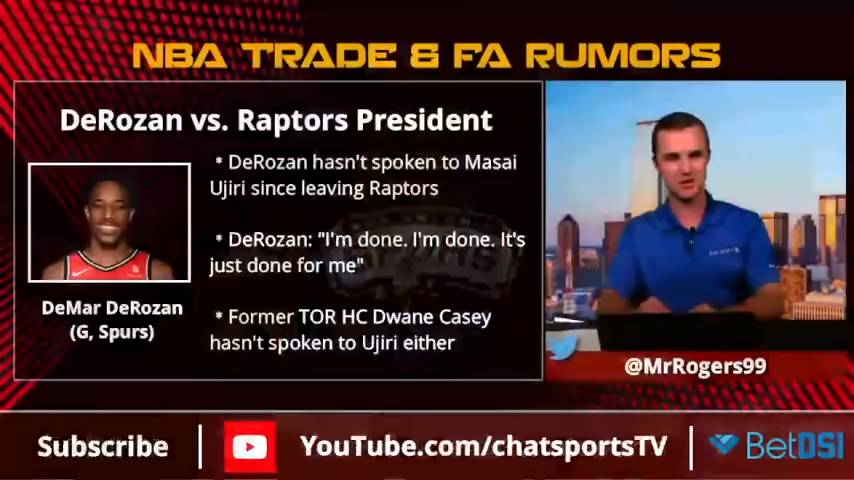 NBA TRADE & FA RUMORS
DeRozan vs. Raptors President
* DeRozan hasn't spoken to Masai
Ujiri since leaving Raptors
* DeRozan: "I'm done. I'm done. It's
just done for me"
* Former TOR HC Dwane Casey
hasn't spoken to Ujiri either
DeMar DeRozan
(G, Spurs)
@MrRogers99
Subscribe
YouTube.com/chatsportsTV
BetDSI